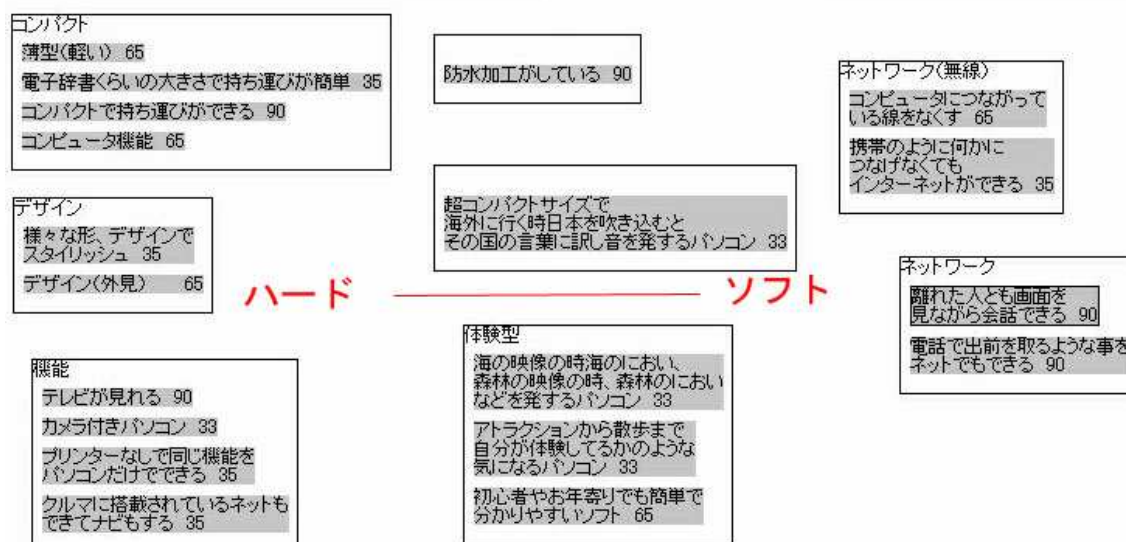 コンパクト
薄型(軽い) 65
電子辞書くらいの大きさで持ち運びが簡単 35
コンパクトで持ち運びができる 90
コンピュータ機能 65
防水加工がしている 90
ネットワーク(無線)
コンピュータにつながって
いる線をなくす 65
携帯のように何かに
つなげなくても
インターネットができる 35
デザイン
様々な形、デザインで
スタイリッシュ 35
デザイン(外見) 65
超コンパクトサイズで
海外に行く時日本を吹き込むと
その国の言葉に訳し音を発するパソコン 33
ハード
ソフト
ネットワーク
離れた人とも画面を
見ながら会話できる 90
電話で出前を取るような事を
ネットでもできる 90
機能
テレビが見れる 90
カメラ付きパソコン 33
プリンターなしで同じ機能を
パソコンだけでできる 35
クルマに搭載されているネットも
できてナビもする 35
体験型
海の映像の時海のにおい、
森林の映像の時、森林のにおい
などを発するパソコン 33
アトラクションから散歩まで
自分が体験してるかのような
気になるパソコン 33
初心者やお年寄りでも簡単で
分かりやすいソフト 65